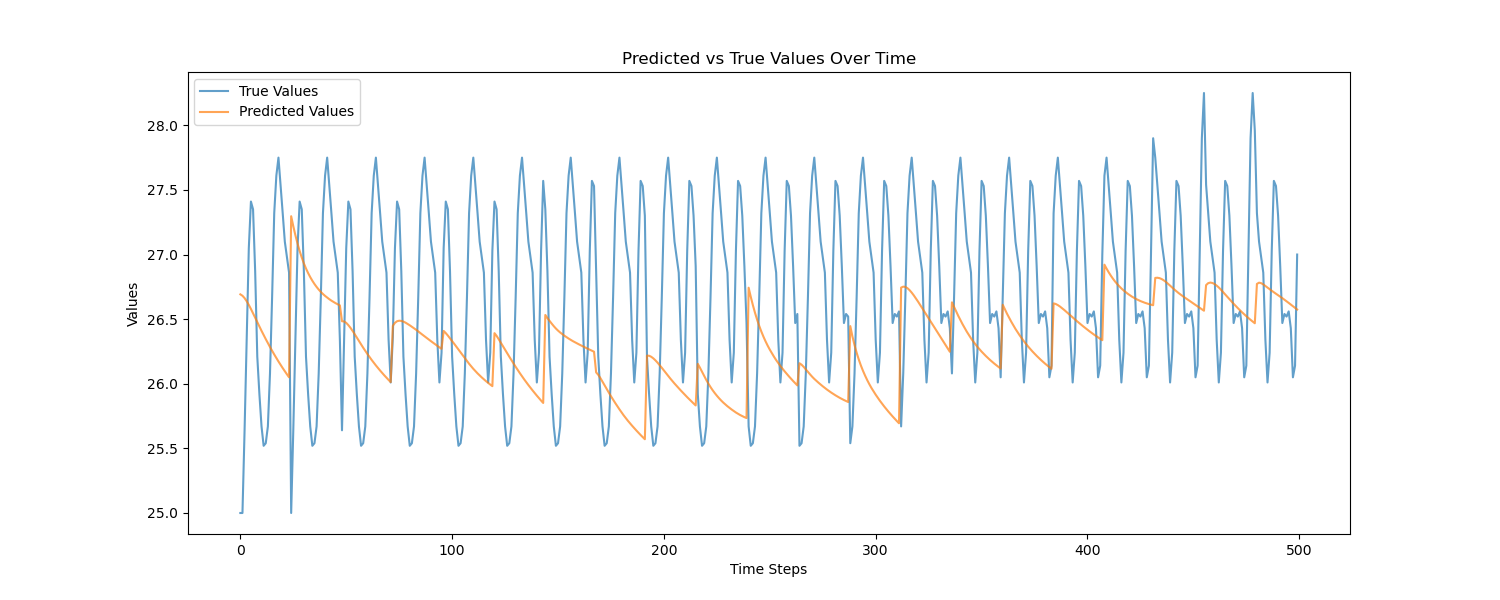 Predicted vs True Values Over Time
True Values
Predicted Values
Values
28.0
27.5
27.0
26.5
26.0
25.5
25.0
0
100
200
300
400
500
Time Steps